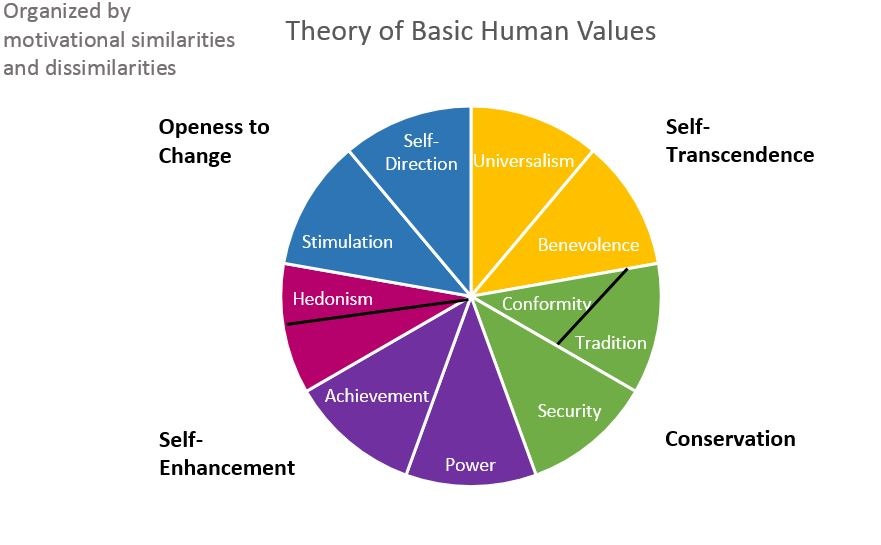 Organized by
motivational similarities
and dissimilarities
Theory of Basic Human Values
Openess to
Change
Self-
Transcendence
Self-
Direction
Universalism
Stimulation
Benevolence
Hedonism
Conformity
Tradition
Achievement
Security
Power
Self-
Enhancement
Conservation